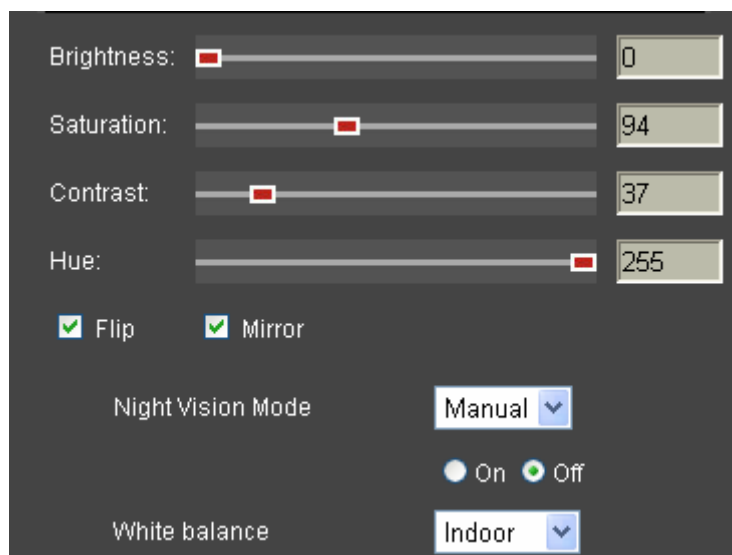 Brightness: 0
Saturation: 94
Contrast: 37
Hue: 255
Flip Mirror
Night Vision Mode Manual
On Off
White balance Indoor